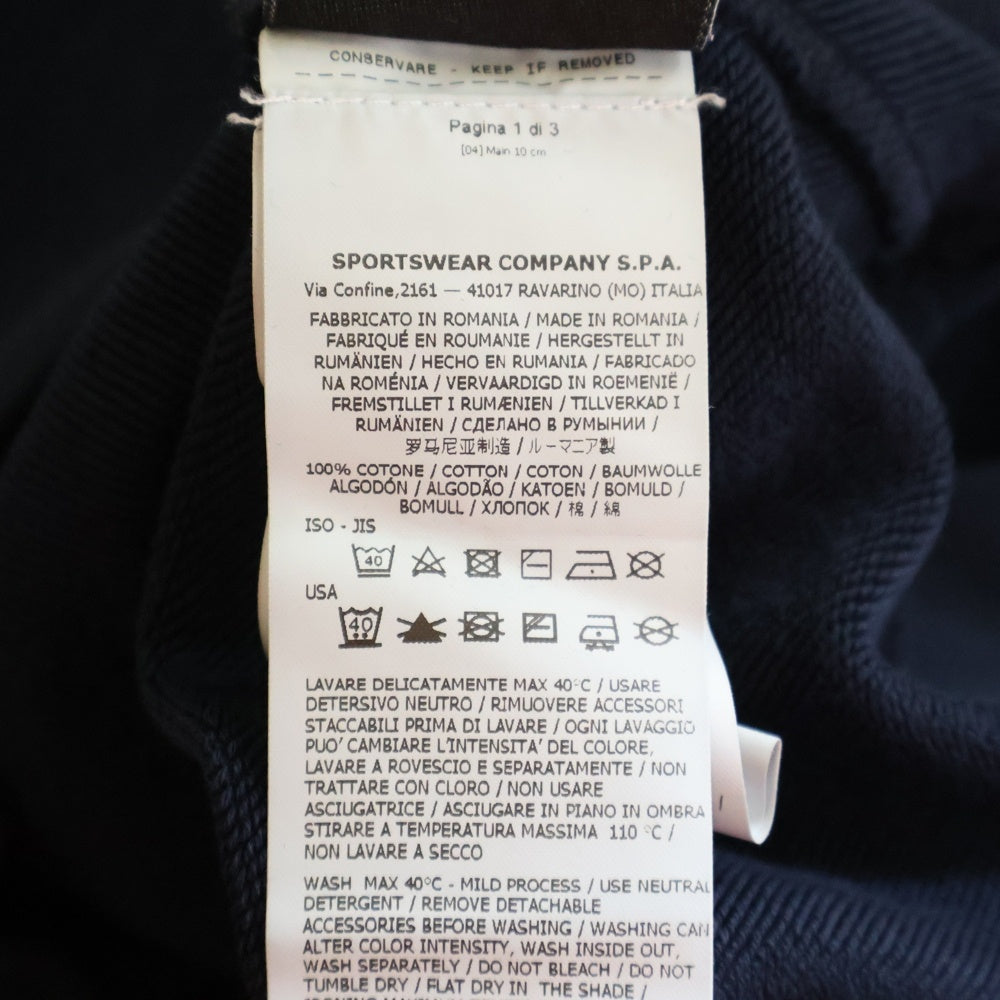 CONSERVARE - KEEP IF REMOVED
Pagina 1 di 3
[04] Main 10 cm
SPORTSWEAR COMPANY S.P.A.
Via Confine,2161 — 41017 RAVARINO (MO) ITALIA
FABBRICATO IN ROMANIA / MADE IN ROMANIA /
FABRIQUÉ EN ROUMANIE / HERGESTELLT IN
RUMÄNIEN / HECHO EN RUMANIA / FABRICADO
NA ROMÉNIA / VERVAARDIGD IN ROEMENIË /
FREMSTILLET I RUMÆNIEN / TILLVERKAD I
RUMÄNIEN / СДЕЛАНО В РУМЫНИИ /
罗马尼亚制造 / ルーマニア製
100% COTONE / COTTON / COTON / BAUMWOLLE
ALGODÓN / ALGODÃO / KATOEN / BOMULD /
BOMULL / ХЛОПОК / 棉 / 綿
ISO - JIS
40
USA
40
LAVARE DELICATAMENTE MAX 40°C / USARE
DETERSIVO NEUTRO / RIMUOVERE ACCESSORI
STACCABILI PRIMA DI LAVARE / OGNI LAVAGGIO
PUO' CAMBIARE L'INTENSITA' DEL COLORE,
LAVARE A ROVESCIO E SEPARATAMENTE / NON
TRATTARE CON CLORO / NON USARE
ASCIUGATRICE / ASCIUGARE IN PIANO IN OMBRA
STIRARE A TEMPERATURA MASSIMA 110 °C /
NON LAVARE A SECCO
WASH MAX 40°C - MILD PROCESS / USE NEUTRAL
DETERGENT / REMOVE DETACHABLE
ACCESSORIES BEFORE WASHING / WASHING CAN
ALTER COLOR INTENSITY, WASH INSIDE OUT,
WASH SEPARATELY / DO NOT BLEACH / DO NOT
TUMBLE DRY / FLAT DRY IN THE SHADE /